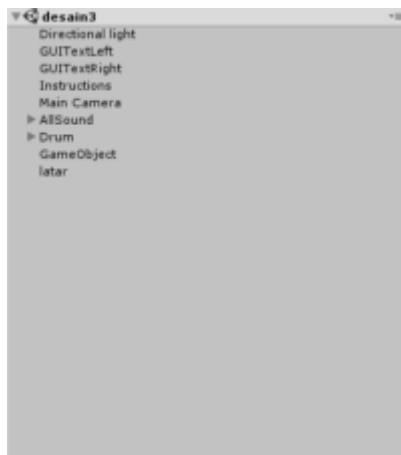 desain3
Directional light
GUITextLeft
GUITextRight
Instructions
Main Camera
AllSound
Drum
GameObject
latar